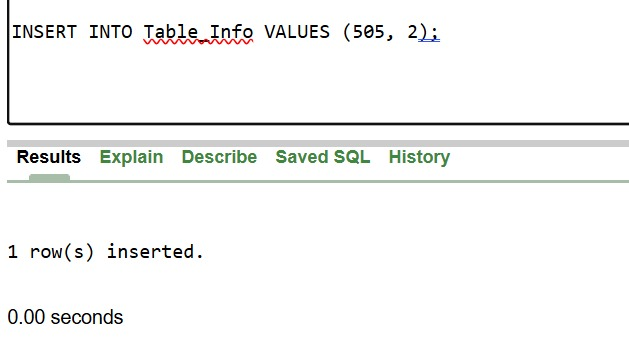 INSERT INTO Table_Info VALUES (505, 2);
Results Explain Describe Saved SQL History
1 row(s) inserted.
0.00 seconds